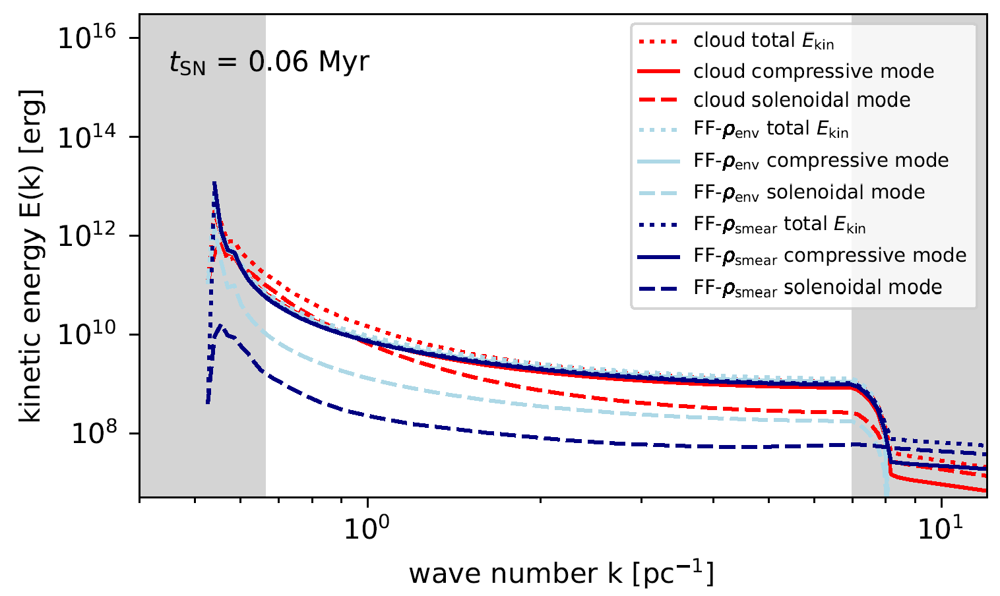 10^16
10^14
10^12
10^10
10^8
kinetic energy E(k) [erg]
t_SN = 0.06 Myr
cloud total E_kin
cloud compressive mode
cloud solenoidal mode
FF-ρ_env total E_kin
FF-ρ_env compressive mode
FF-ρ_env solenoidal mode
FF-ρ_smear total E_kin
FF-ρ_smear compressive mode
FF-ρ_smear solenoidal mode
10^0
10^1
wave number k [pc^−1]